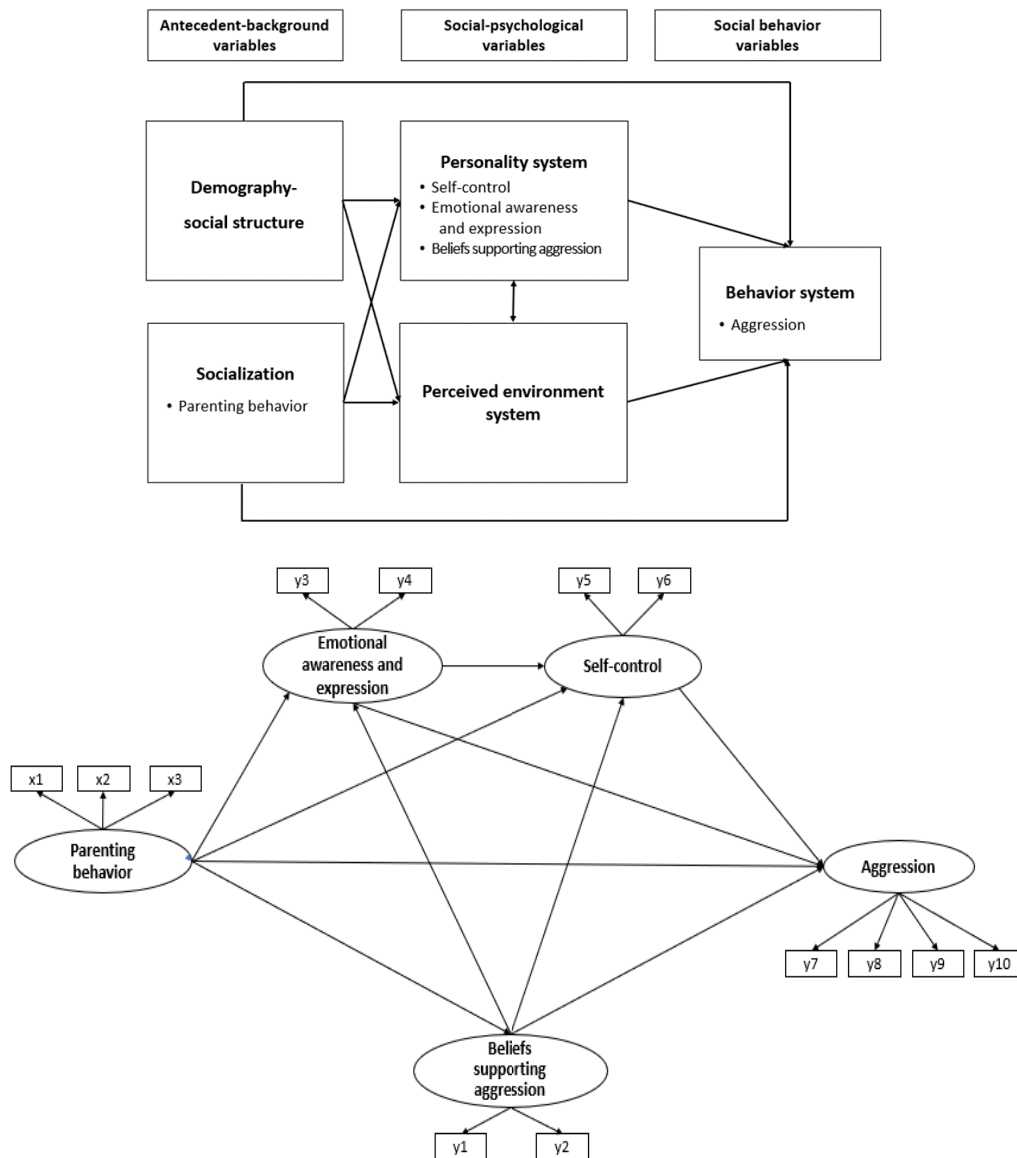 Antecedent-background
variables
Social-psychological
variables
Social behavior
variables
Demography-
social structure
Personality system
• Self-control
• Emotional awareness
and expression
• Beliefs supporting aggression
Behavior system
• Aggression
Socialization
• Parenting behavior
Perceived environment
system
y3
y4
y5
y6
Emotional
awareness and
expression
Self-control
x1
x2
x3
Parenting
behavior
Aggression
y7
y8
y9
y10
Beliefs
supporting
aggression
y1
y2